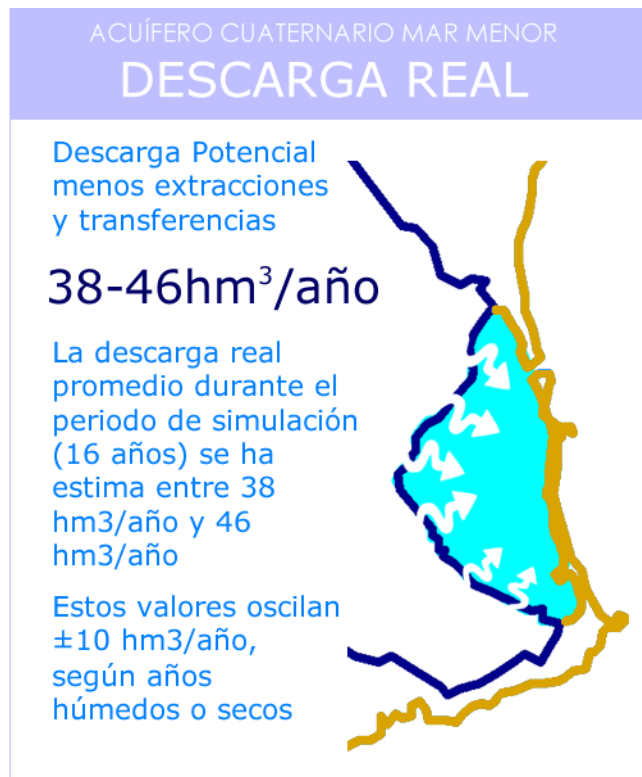 ACUÍFERO CUATERNARIO MAR MENOR
DESCARGA REAL
Descarga Potencial
menos extracciones
y transferencias
38-46hm³/año
La descarga real
promedio durante el
periodo de simulación
(16 años) se ha
estima entre 38
hm3/año y 46
hm3/año
Estos valores oscilan
±10 hm3/año,
según años
húmedos o secos